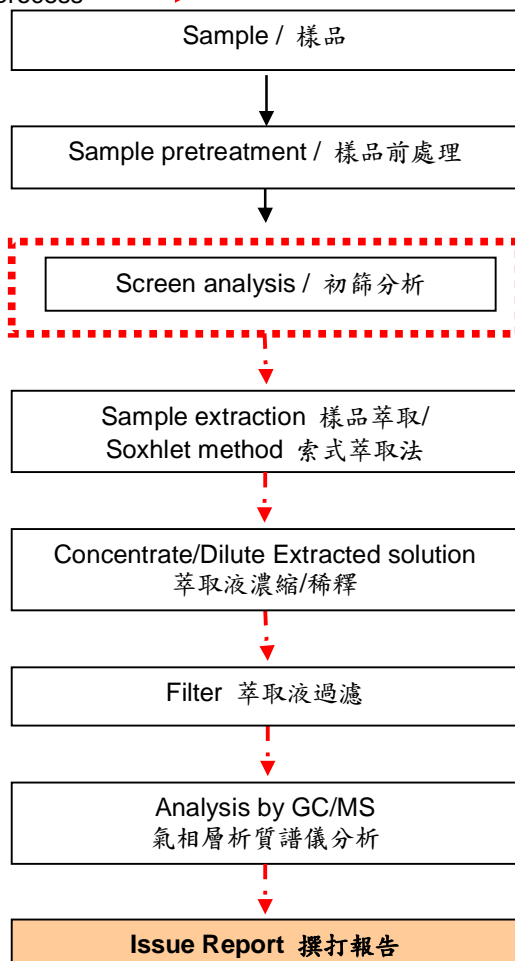 Sample / 樣品
Sample pretreatment / 樣品前處理
Screen analysis / 初篩分析
Sample extraction 樣品萃取/
Soxhlet method 索式萃取法
Concentrate/Dilute Extracted solution
萃取液濃縮/稀釋
Filter 萃取液過濾
Analysis by GC/MS
氣相層析質譜儀分析
Issue Report 撰打報告